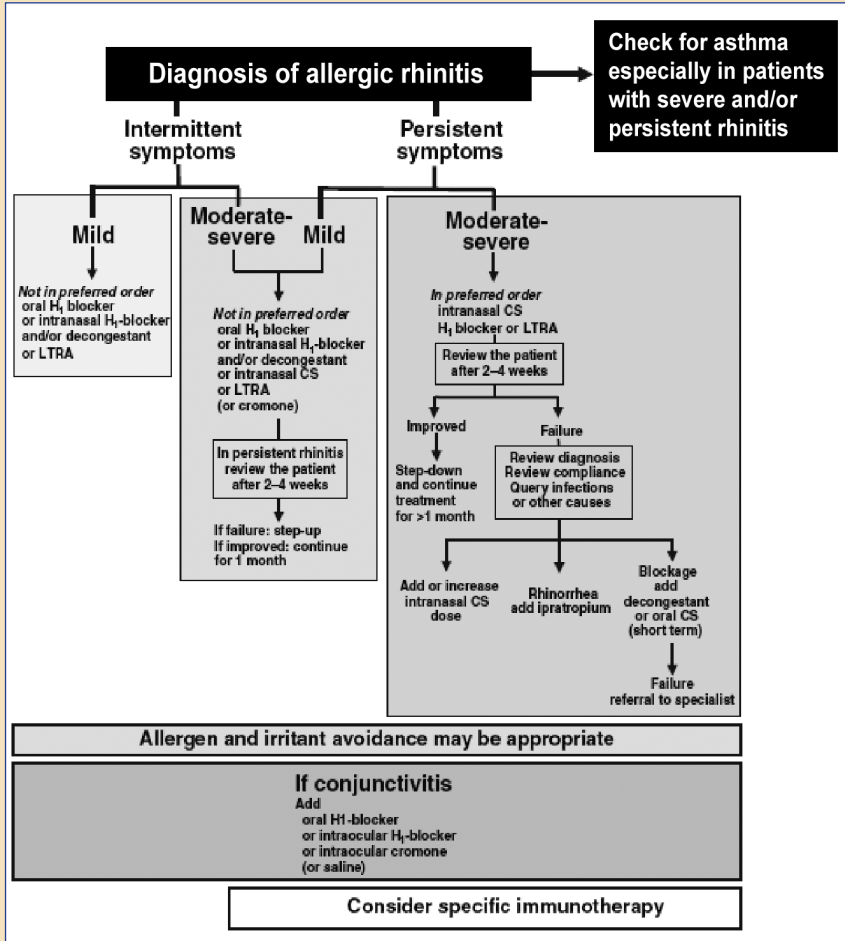 Diagnosis of allergic rhinitis
Check for asthma
especially in patients
with severe and/or
persistent rhinitis
Intermittent
symptoms
Persistent
symptoms
Mild
Not in preferred order
oral H₁ blocker
or intranasal H₁-blocker
and/or decongestant
or LTRA
Moderate-
severe
Mild
Not in preferred order
oral H₁ blocker
or intranasal H₁-blocker
and/or decongestant
or intranasal CS
or LTRA
(or cromone)
In persistent rhinitis
review the patient
after 2–4 weeks
If failure: step-up
If improved: continue
for 1 month
Moderate-
severe
In preferred order
intranasal CS
H₁ blocker or LTRA
Review the patient
after 2–4 weeks
Improved
Step-down
and continue
treatment
for >1 month
Failure
Review diagnosis
Review compliance
Query infections
or other causes
Add or increase
intranasal CS
dose
Rhinorrhea
add ipratropium
Blockage
add
decongestant
or oral CS
(short term)
Failure
referral to specialist
Allergen and irritant avoidance may be appropriate
If conjunctivitis
Add
oral H1-blocker
or intraocular H₁-blocker
or intraocular cromone
(or saline)
Consider specific immunotherapy